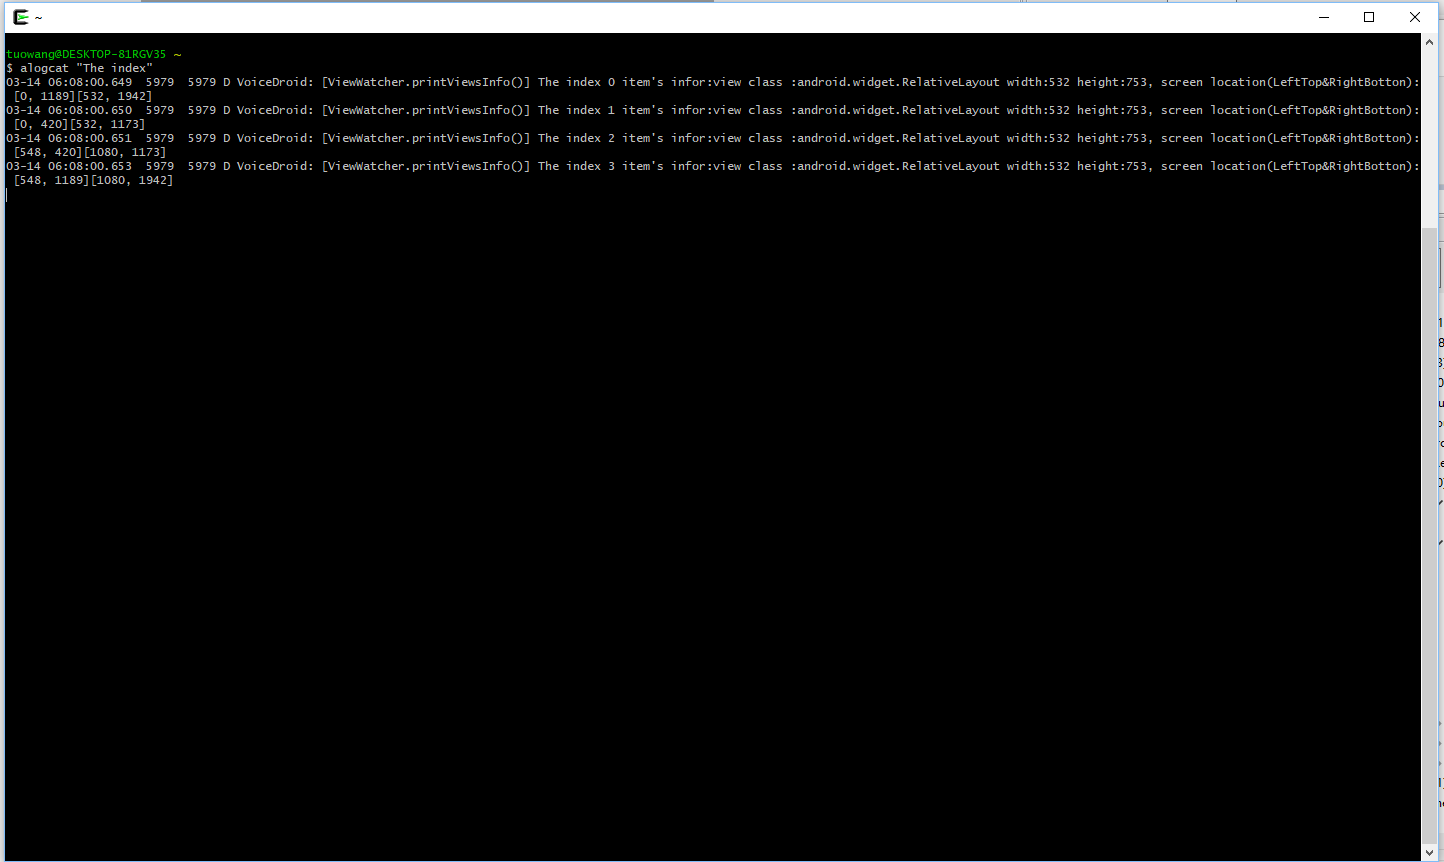 ~
tuowang@DESKTOP-81RGV35 ~
$ alogcat "The index"
03-14 06:08:00.649  5979  5979 D VoiceDroid: [ViewWatcher.printViewsInfo()] The index 0 item's infor:view class :android.widget.RelativeLayout width:532 height:753, screen location(LeftTop&RightBotton):
[0, 1189][532, 1942]
03-14 06:08:00.650  5979  5979 D VoiceDroid: [ViewWatcher.printViewsInfo()] The index 1 item's infor:view class :android.widget.RelativeLayout width:532 height:753, screen location(LeftTop&RightBotton):
[0, 420][532, 1173]
03-14 06:08:00.651  5979  5979 D VoiceDroid: [ViewWatcher.printViewsInfo()] The index 2 item's infor:view class :android.widget.RelativeLayout width:532 height:753, screen location(LeftTop&RightBotton):
[548, 420][1080, 1173]
03-14 06:08:00.653  5979  5979 D VoiceDroid: [ViewWatcher.printViewsInfo()] The index 3 item's infor:view class :android.widget.RelativeLayout width:532 height:753, screen location(LeftTop&RightBotton):
[548, 1189][1080, 1942]